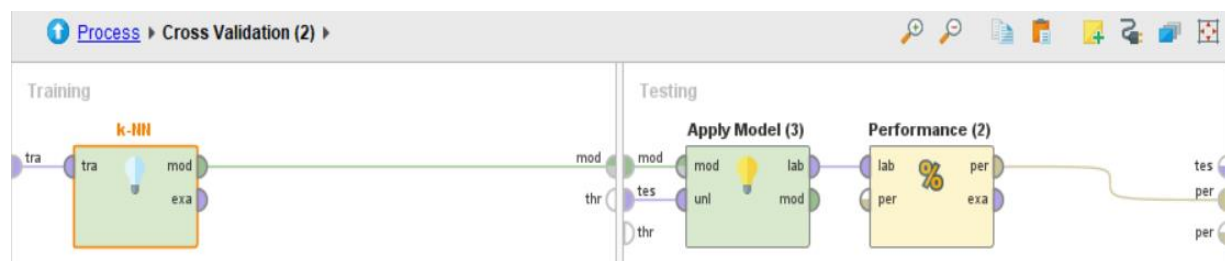 Process Cross Validation (2)
Training
Testing
k-NN
Apply Model (3)
Performance (2)
tra
tra
mod
exa
mod
thr
mod
tes
thr
mod
unl
lab
mod
lab
per
%
per
exa
tes
per
per